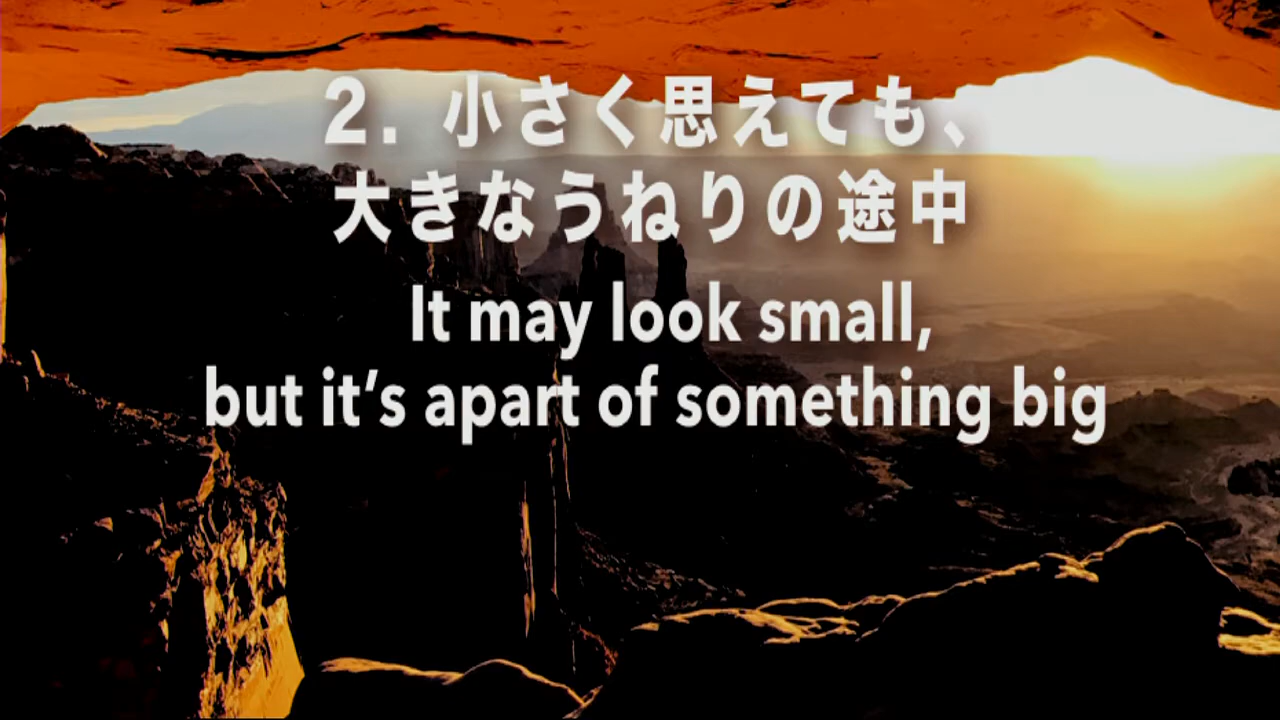 2. 小さく思えても、
大きなうねりの途中
It may look small,
but it’s apart of something big